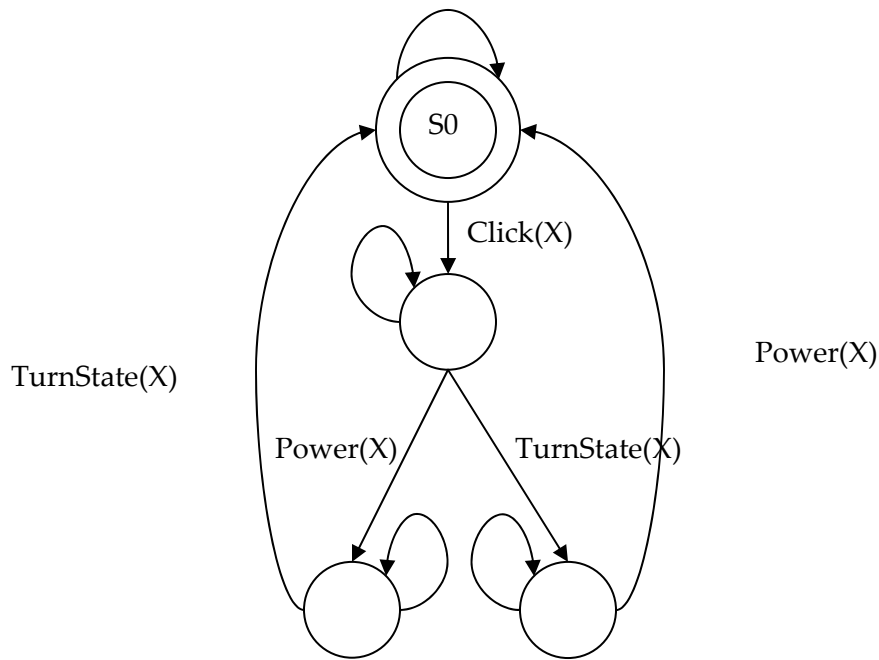 S0
Click(X)
Power(X)
TurnState(X)
Power(X)
TurnState(X)